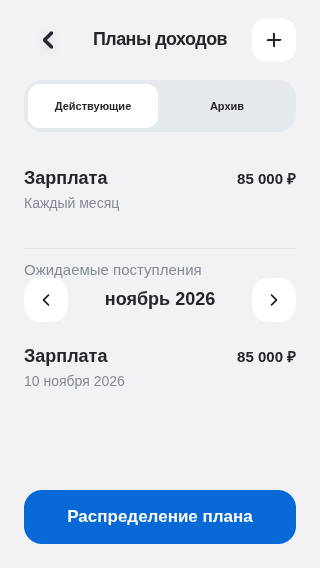 Планы доходов
Действующие
Архив
Зарплата
85 000 ₽
Каждый месяц
Ожидаемые поступления
ноябрь 2026
Зарплата
85 000 ₽
10 ноября 2026
Распределение плана